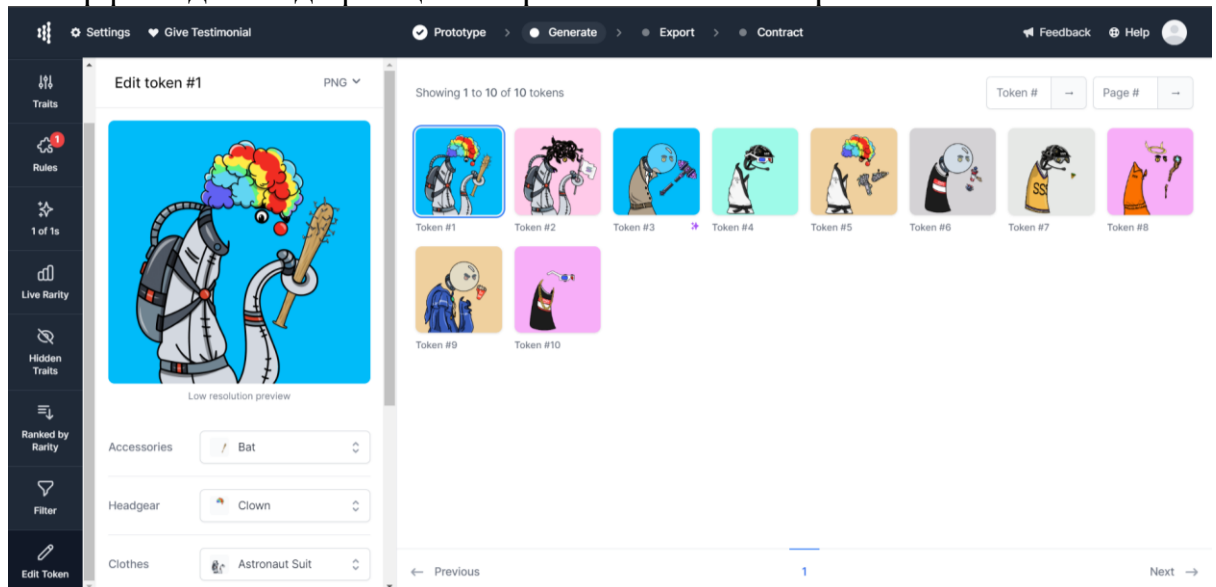 Settings
Give Testimonial
Prototype
Generate
Export
Contract
Feedback
Help
Traits
1
Rules
1 of 1s
Live Rarity
Hidden
Traits
Ranked by
Rarity
Filter
Edit Token
Edit token #1
PNG
Low resolution preview
Accessories
Bat
Headgear
Clown
Clothes
Astronaut Suit
Showing 1 to 10 of 10 tokens
Token # →
Page # →
Token #1
Token #2
Token #3
Token #4
Token #5
Token #6
Token #7
Token #8
Token #9
Token #10
SSS
← Previous
1
Next →